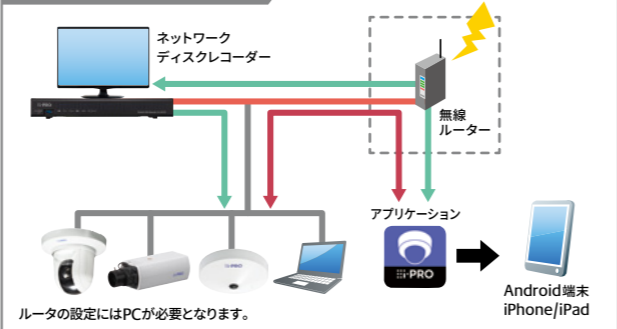 ネットワーク
ディスクレコーダー
無線
ルーター
アプリケーション
i-PRO
Android端末
iPhone/iPad
ルータの設定にはPCが必要となります。